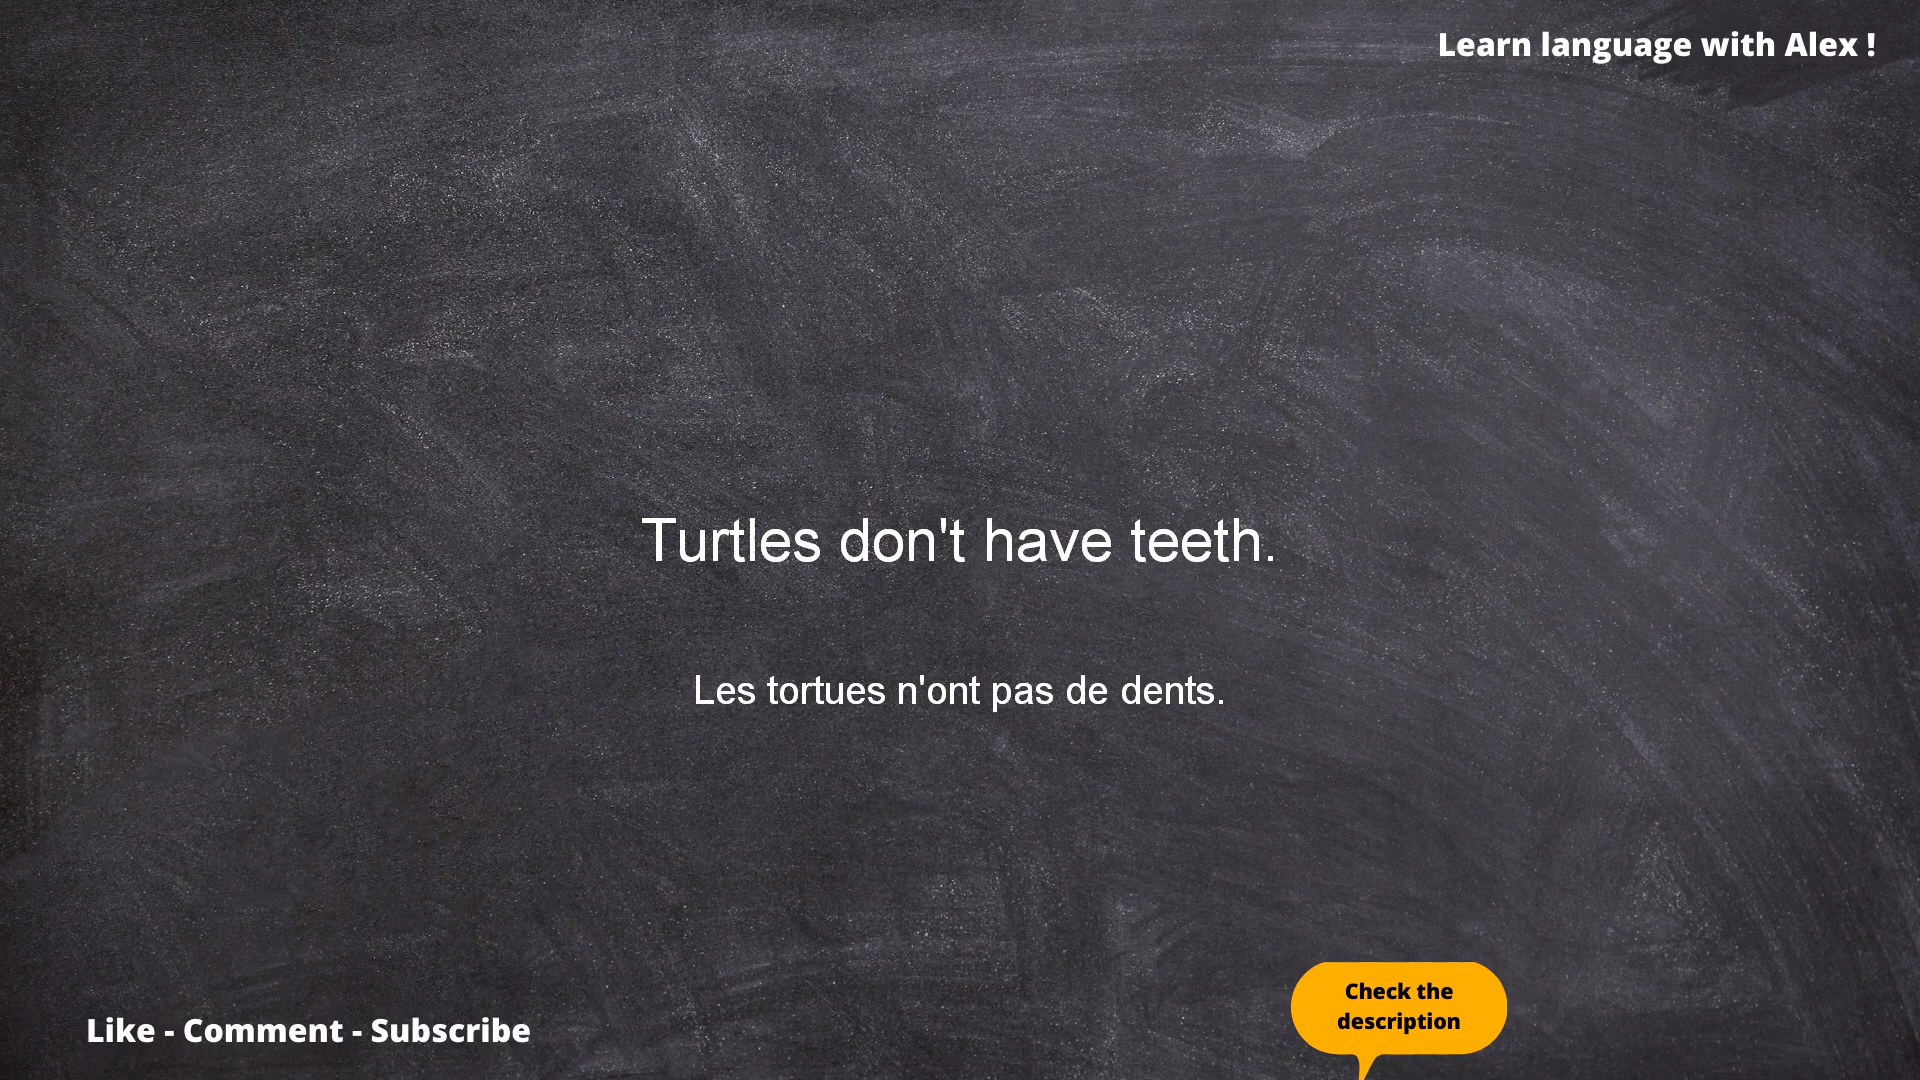 Learn language with Alex !
Turtles don't have teeth.
Les tortues n'ont pas de dents.
Check the
description
Like - Comment - Subscribe